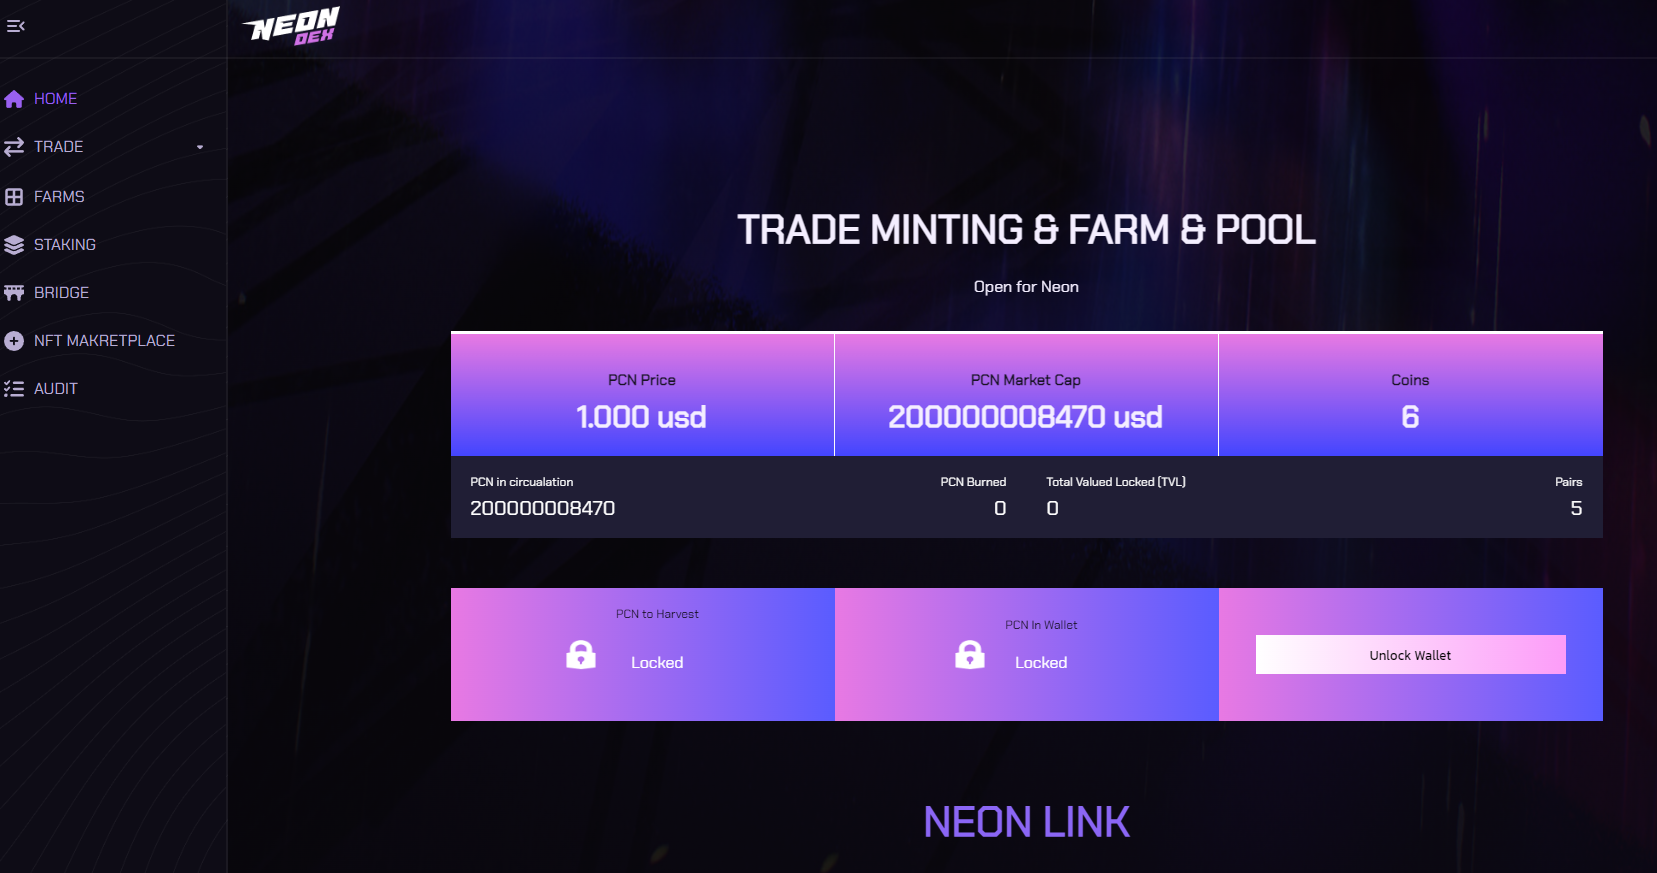 NEON
DEX
HOME
TRADE
FARMS
STAKING
BRIDGE
NFT MAKRETPLACE
AUDIT
TRADE MINTING & FARM & POOL
Open for Neon
PCN Price
1.000 usd
PCN Market Cap
200000008470 usd
Coins
6
PCN in circualation
200000008470
PCN Burned
0
Total Valued Locked (TVL)
0
Pairs
5
PCN to Harvest
Locked
PCN In Wallet
Locked
Unlock Wallet
NEON LINK